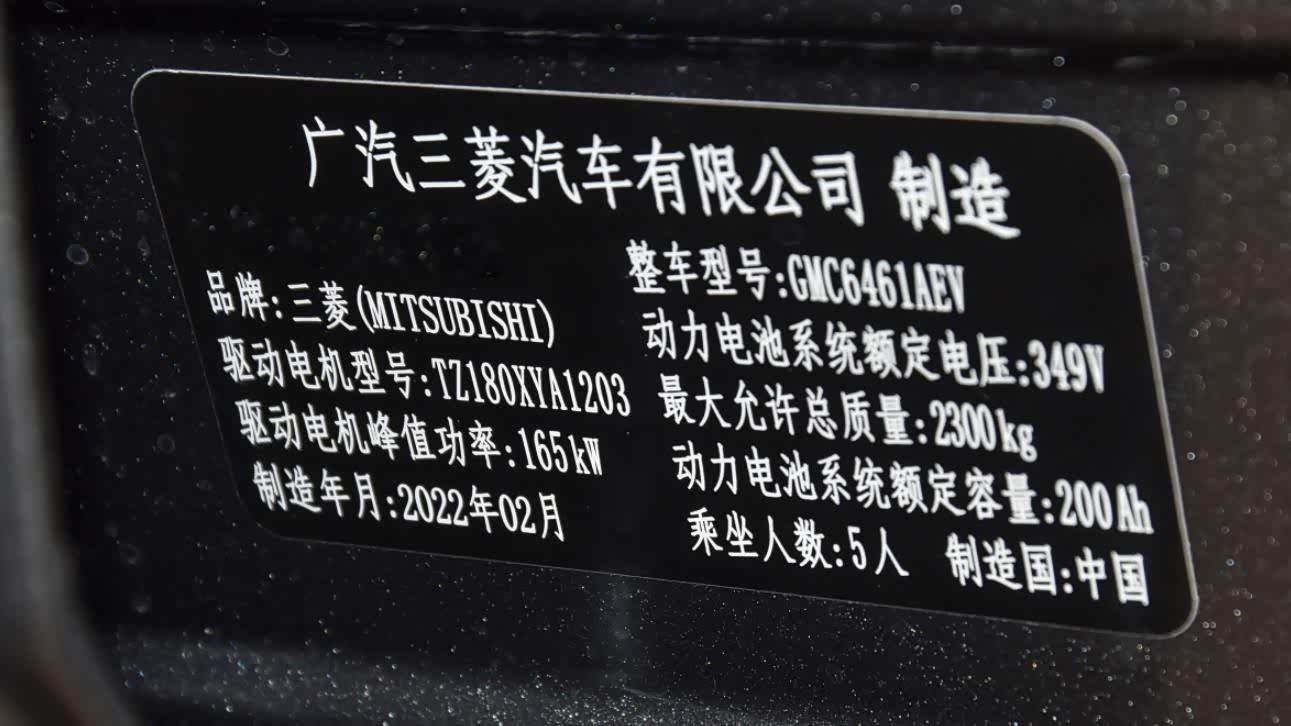 广汽三菱汽车有限公司 制造
品牌:三菱(MITSUBISHI)
驱动电机型号:TZ180XYA1203
驱动电机峰值功率:165kW
制造年月:2022年02月
整车型号:GMC6461AEV
动力电池系统额定电压:349V
最大允许总质量:2300kg
动力电池系统额定容量:200Ah
乘坐人数:5人 制造国:中国